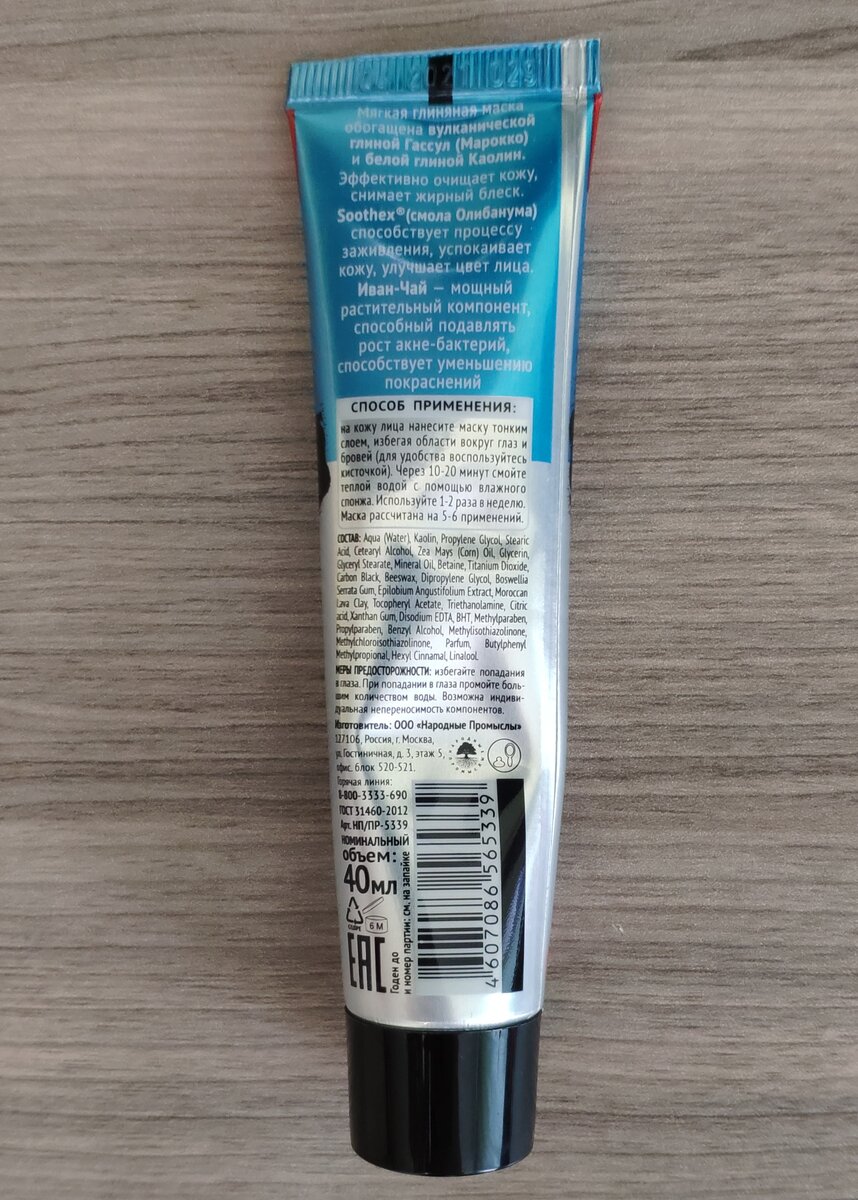 2021 029
Мягкая глиняная маска
обогащена вулканической
глиной Гассул (Марокко)
и белой глиной Каолин.
Эффективно очищает кожу,
снимает жирный блеск.
Soothex® (смола Олибанума)
способствует процессу
заживления, успокаивает
кожу, улучшает цвет лица.
Иван-Чай — мощный
растительный компонент,
способный подавлять
рост акне-бактерий,
способствует уменьшению
покраснений
СПОСОБ ПРИМЕНЕНИЯ:
на кожу лица нанесите маску тонким
слоем, избегая области вокруг глаз и
бровей (для удобства воспользуйтесь
кисточкой). Через 10-20 минут смойте
теплой водой с помощью влажного
спонжа. Используйте 1-2 раза в неделю.
Маска рассчитана на 5-6 применений.
СОСТАВ: Aqua (Water), Kaolin, Propylene Glycol, Stearic
Acid, Cetearyl Alcohol, Zea Mays (Corn) Oil, Glycerin,
Glyceryl Stearate, Mineral Oil, Betaine, Titanium Dioxide,
Carbon Black, Beeswax, Dipropylene Glycol, Boswellia
Serrata Gum, Epilobium Angustifolium Extract, Moroccan
Lava Clay, Tocopheryl Acetate, Triethanolamine, Citric
acid, Xanthan Gum, Disodium EDTA, BHT, Methylparaben,
Propylparaben, Benzyl Alcohol, Methylisothiazolinone,
Methylchloroisothiazolinone, Parfum, Butylphenyl
Methylpropional, Hexyl Cinnamal, Linalool.
МЕРЫ ПРЕДОСТОРОЖНОСТИ: избегайте попадания
в глаза. При попадании в глаза промойте боль-
шим количеством воды. Возможна индиви-
дуальная непереносимость компонентов.
Изготовитель: ООО «Народные Промыслы»
127106, Россия, г. Москва,
ул. Гостиничная, д. 3, этаж 5,
офис. блок 520-521.
Горячая линия:
8-800-3333-690
ГОСТ 31460-2012
Арт. НП/ПР-5339
НОМИНАЛЬНЫЙ
объем:
40мл
6 М
EAC
Годен до
и номер партии: см. на запайке
4 607086 565339